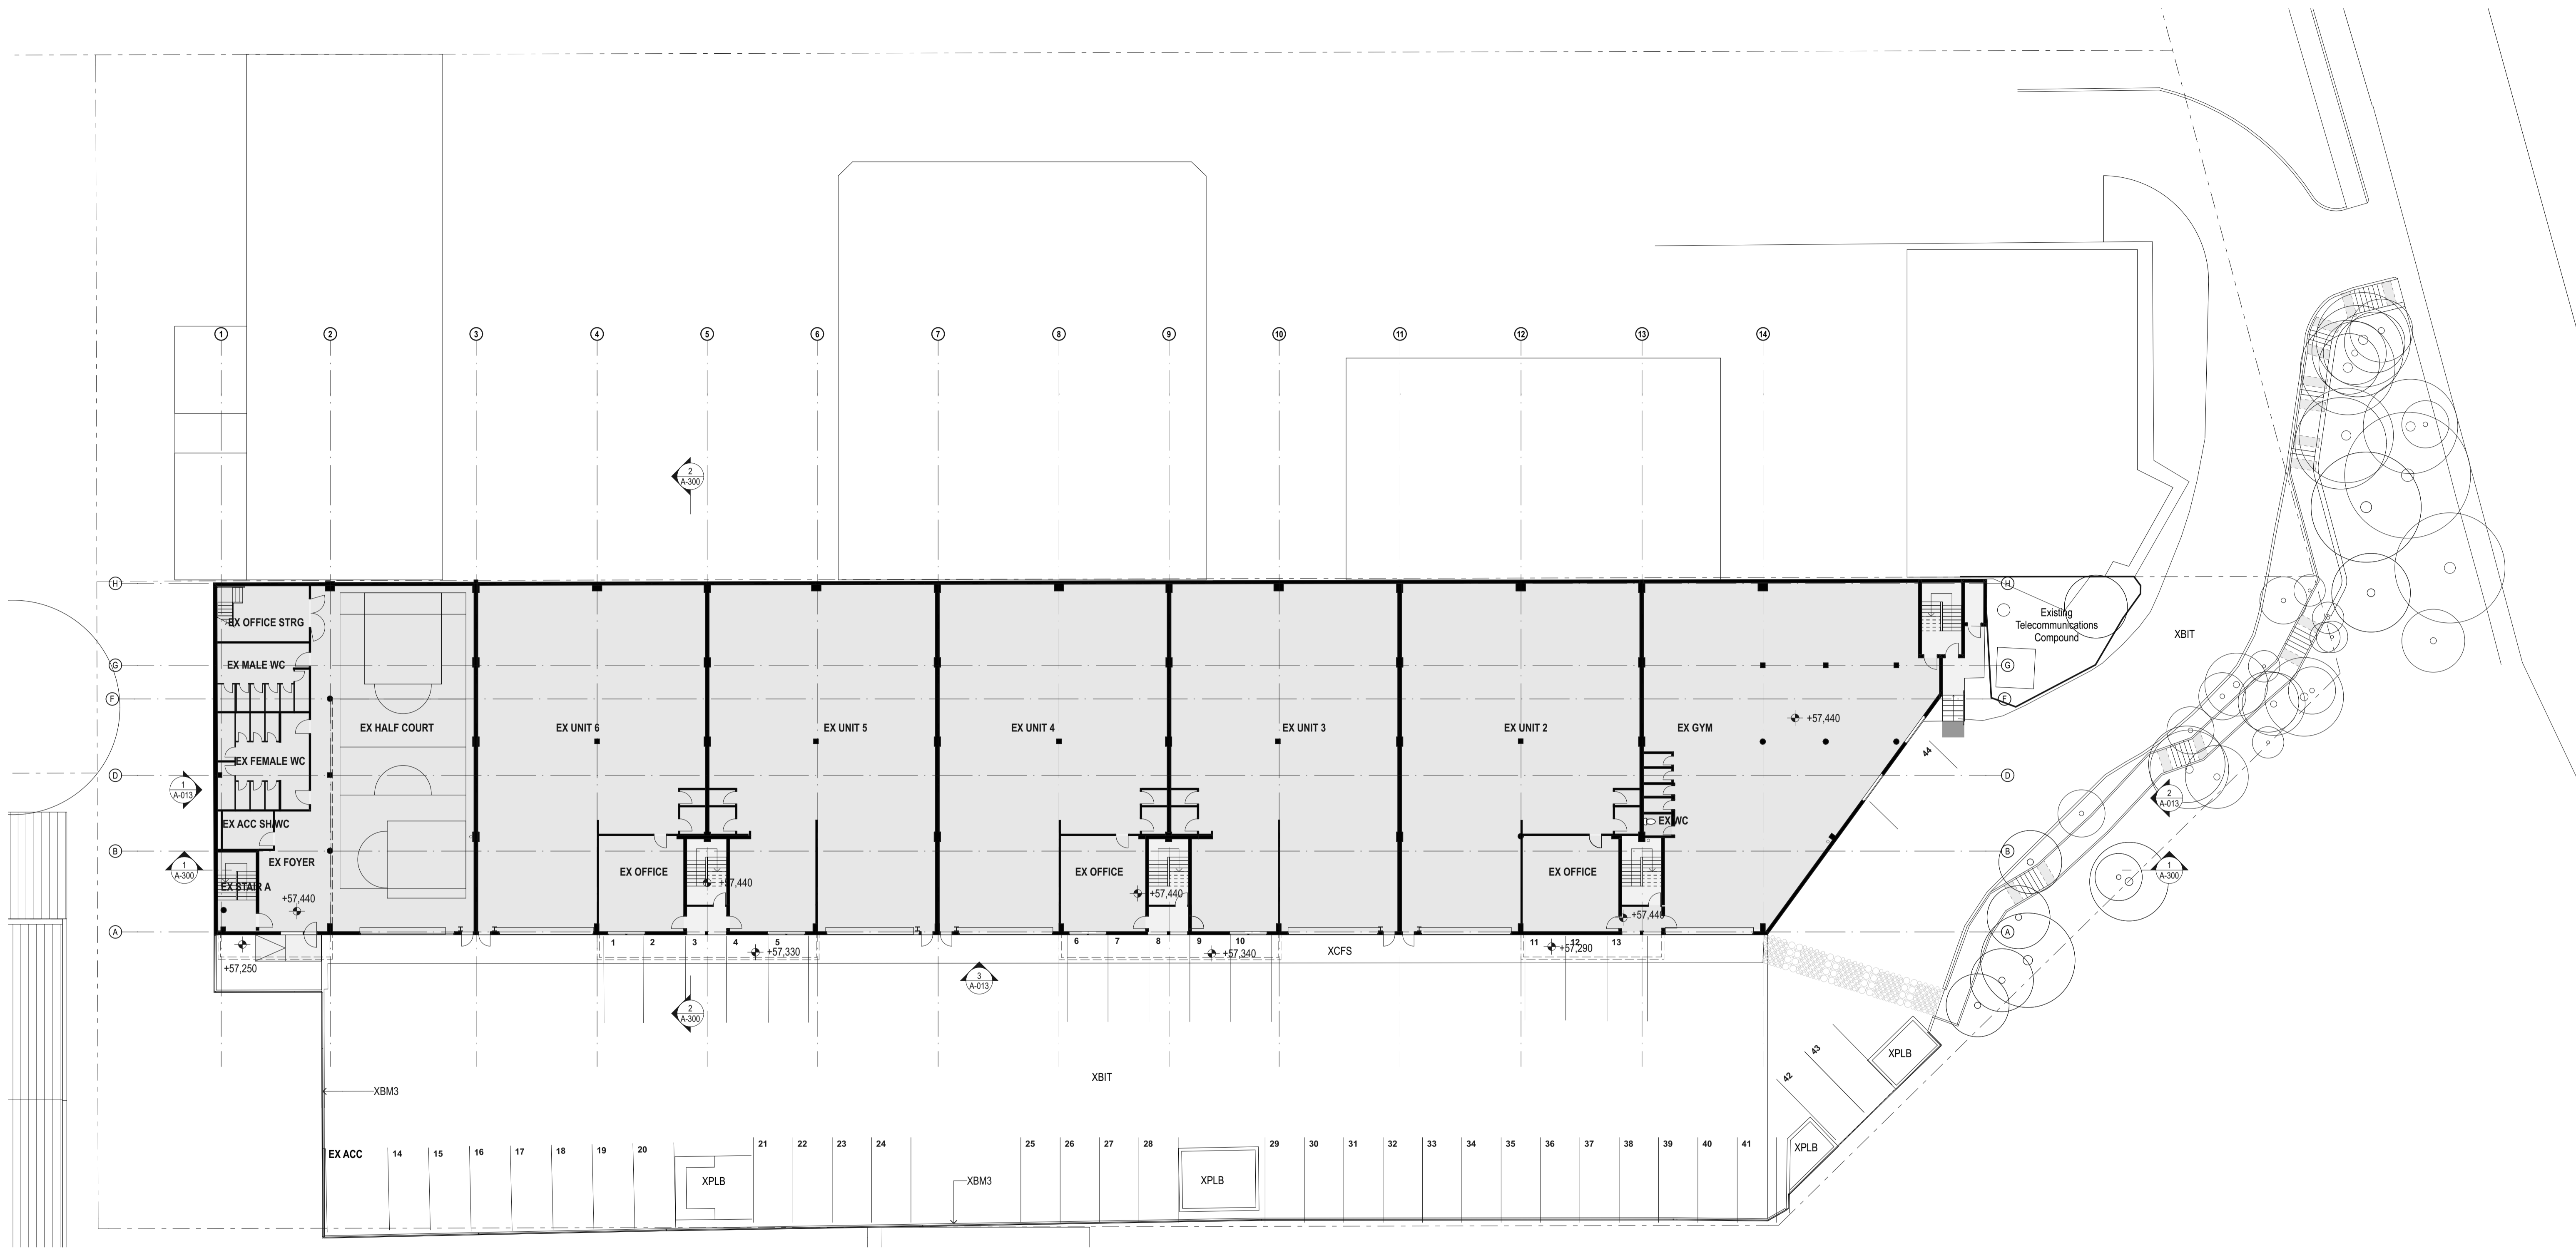 1 2 3 4 5 6 7 8 9 10 11 12 13 14
2
A-300
H H
Existing
Telecommunications
Compound
EX OFFICE STRG
XBIT
EX MALE WC
G G
F F
EX HALF COURT EX UNIT 6 EX UNIT 5 EX UNIT 4 EX UNIT 3 EX UNIT 2 EX GYM
+57,440
44
EX FEMALE WC
D D
1
A-013
2
A-013
EX ACC SH/WC
EX WC
B B
EX FOYER
1
A-300
1
A-300
EX OFFICE EX OFFICE EX OFFICE
EX STAIR A
+57,440
+57,440
+57,440
+57,440
A A
1 2 3 4 5 6 7 8 9 10 11 12 13
+57,330
+57,340
XCFS
+57,290
+57,250
3
A-013
2
A-300
XPLB
43
42
XBIT
XBM3
EX ACC 14 15 16 17 18 19 20 21 22 23 24 25 26 27 28 29 30 31 32 33 34 35 36 37 38 39 40 41
XPLB
XPLB
XBM3
XPLB